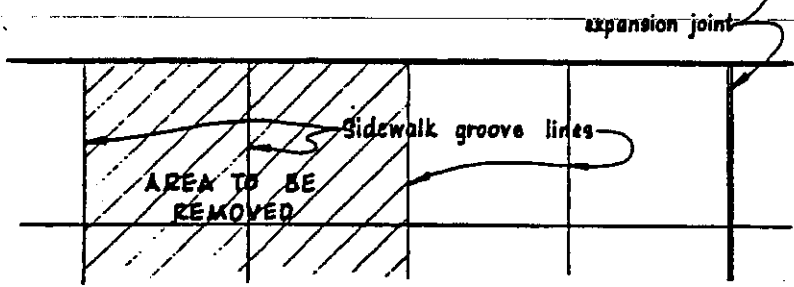 expansion joint
Sidewalk groove lines
AREA TO BE
REMOVED